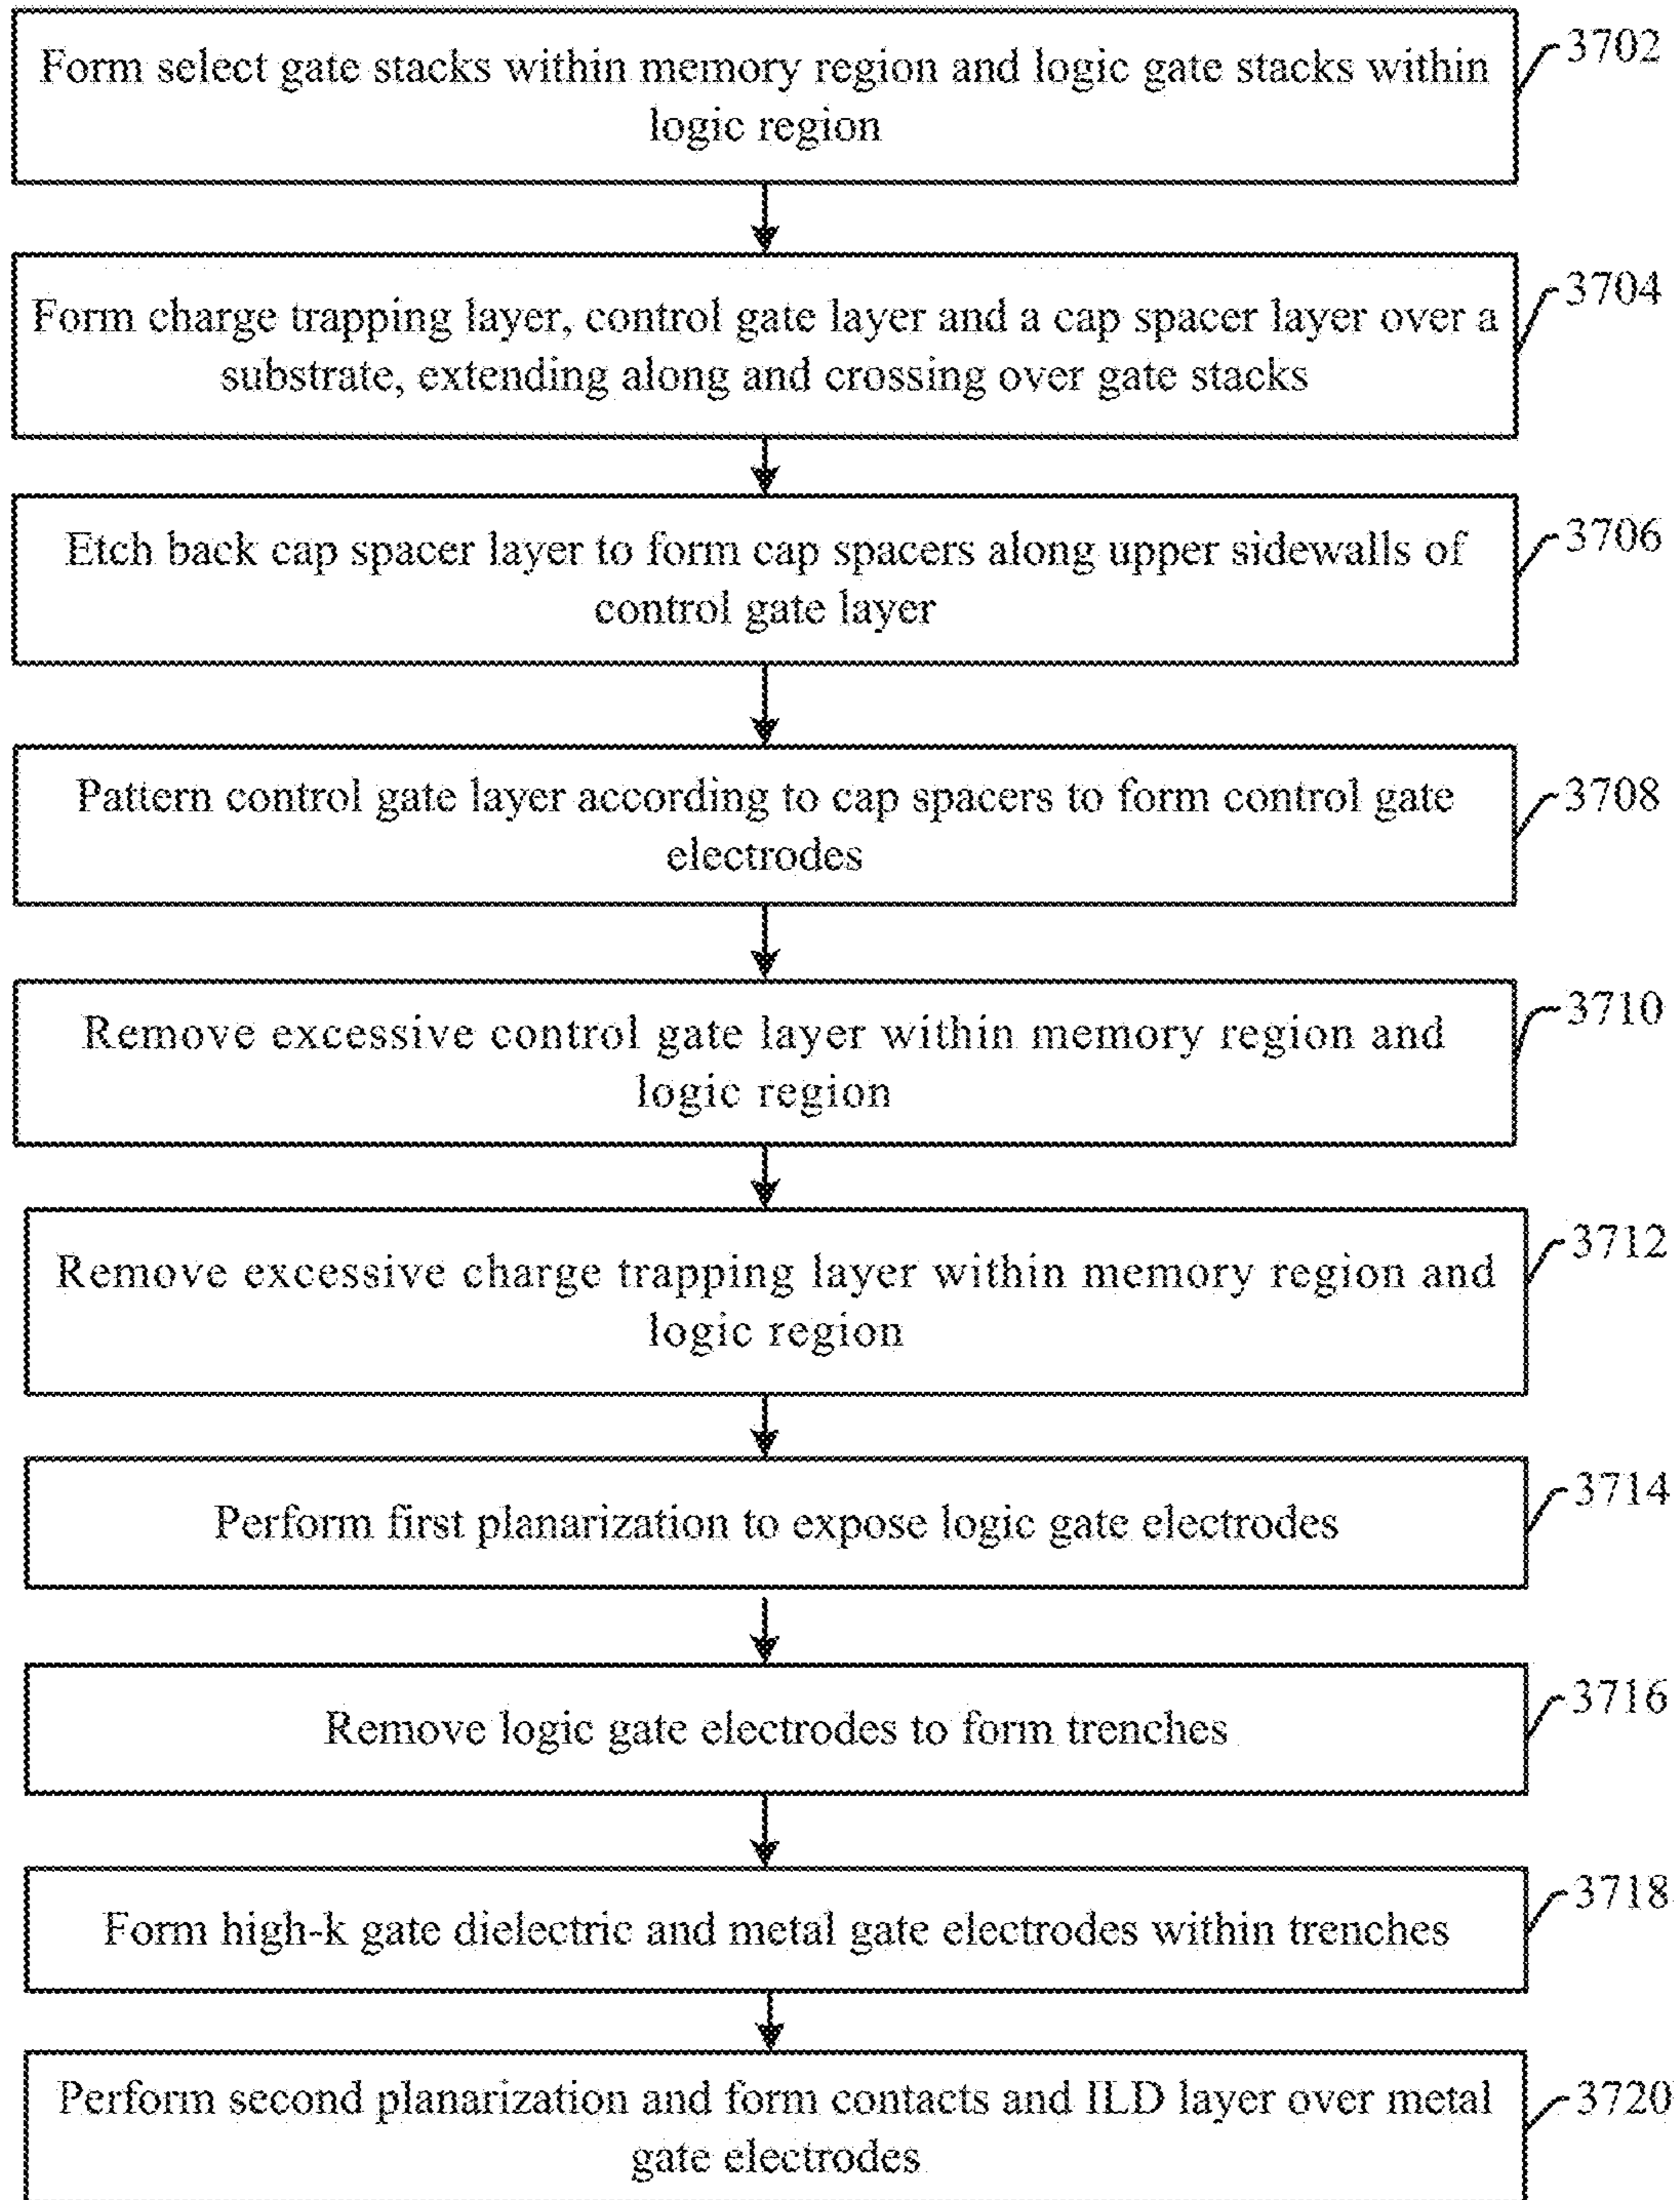 Form select gate stacks within memory region and logic gate stacks within
logic region
3702
Form charge trapping layer, control gate layer and a cap spacer layer over a
substrate, extending along and crossing over gate stacks
3704
Etch back cap spacer layer to form cap spacers along upper sidewalls of
control gate layer
3706
Pattern control gate layer according to cap spacers to form control gate
electrodes
3708
Remove excessive control gate layer within memory region and
logic region
3710
Remove excessive charge trapping layer within memory region and
logic region
3712
Perform first planarization to expose logic gate electrodes
3714
Remove logic gate electrodes to form trenches
3716
Form high-k gate dielectric and metal gate electrodes within trenches
3718
Perform second planarization and form contacts and ILD layer over metal
gate electrodes
3720